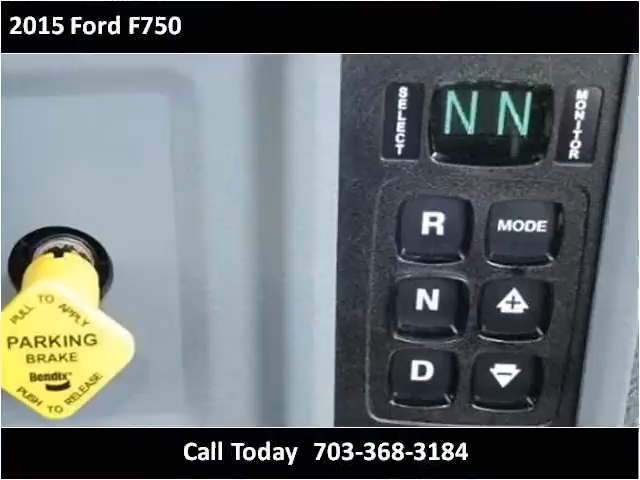 2015 Ford F750
SELECT
NN
MONITOR
R
MODE
N
+
D
-
PULL TO APPLY
PARKING
BRAKE
Bendix
PUSH TO RELEASE
Call Today 703-368-3184